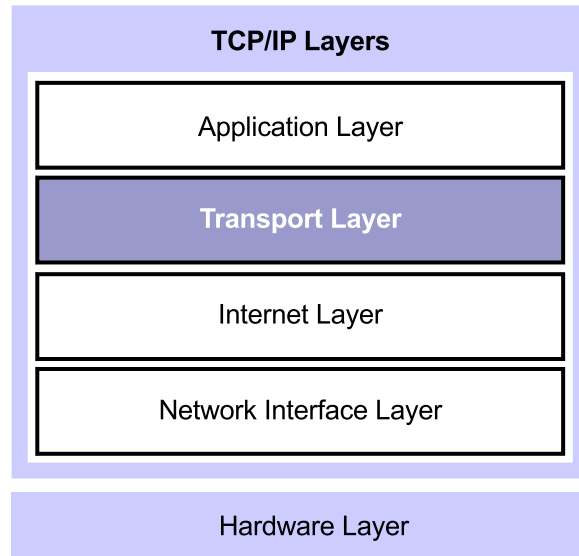 TCP/IP Layers
Application Layer
Transport Layer
Internet Layer
Network Interface Layer
Hardware Layer